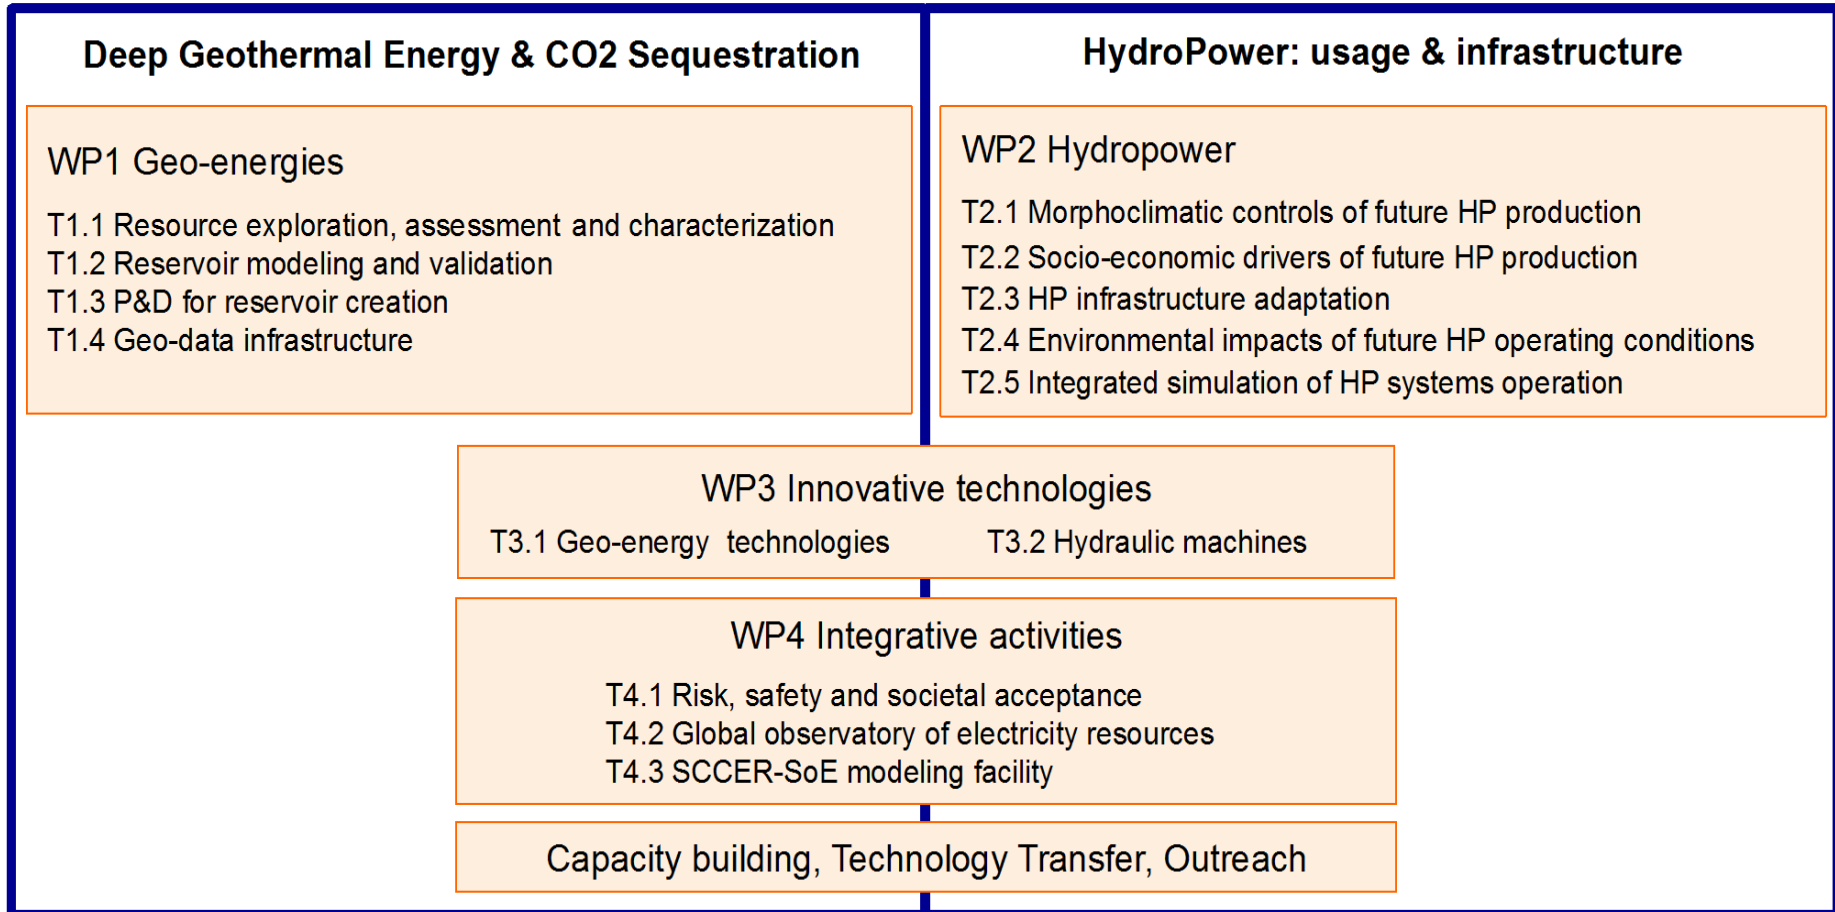 Deep Geothermal Energy & CO2 Sequestration
WP1 Geo-energies
T1.1 Resource exploration, assessment and characterization
T1.2 Reservoir modeling and validation
T1.3 P&D for reservoir creation
T1.4 Geo-data infrastructure
HydroPower: usage & infrastructure
WP2 Hydropower
T2.1 Morphoclimatic controls of future HP production
T2.2 Socio-economic drivers of future HP production
T2.3 HP infrastructure adaptation
T2.4 Environmental impacts of future HP operating conditions
T2.5 Integrated simulation of HP systems operation
WP3 Innovative technologies
T3.1 Geo-energy technologies T3.2 Hydraulic machines
WP4 Integrative activities
T4.1 Risk, safety and societal acceptance
T4.2 Global observatory of electricity resources
T4.3 SCCER-SoE modeling facility
Capacity building, Technology Transfer, Outreach